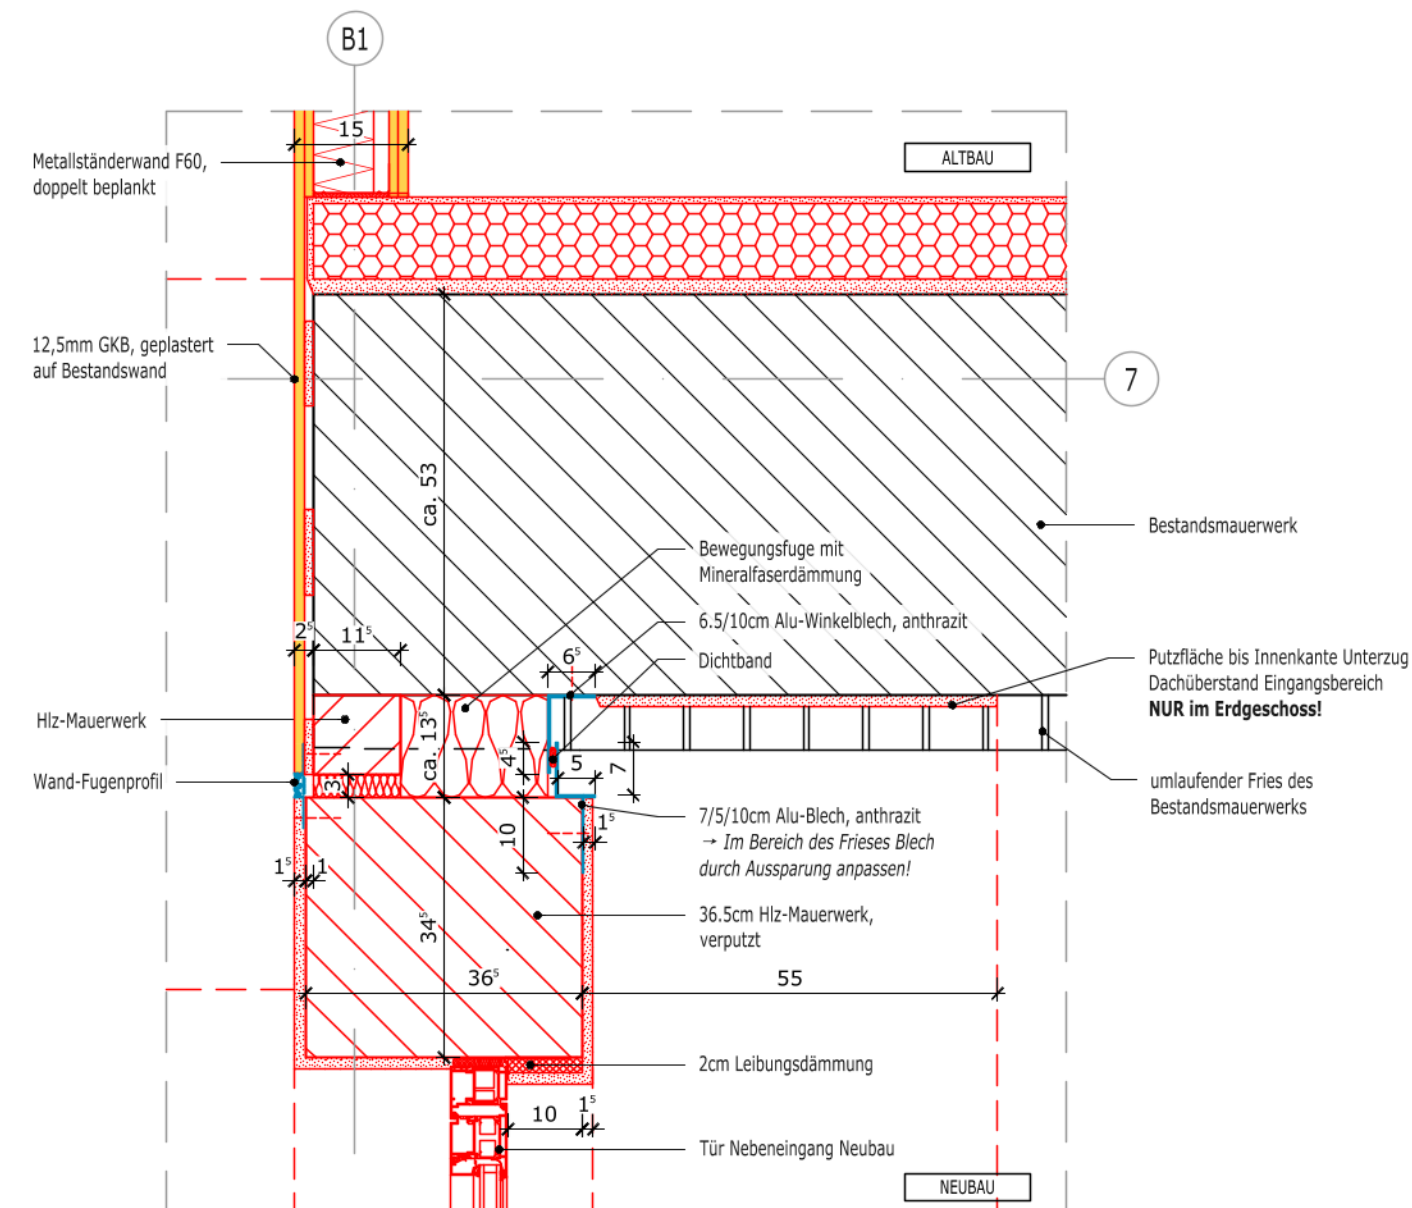 B1
15
ALTBAU
Metallständerwand F60,
doppelt beplankt
12,5mm GKB, geplastert
auf Bestandswand
7
ca. 53
Bestandsmauerwerk
Bewegungsfuge mit
Mineralfaserdämmung
6.5/10cm Alu-Winkelblech, anthrazit
2⁵
11⁵
6⁵
Dichtband
Putzfläche bis Innenkante Unterzug
Dachüberstand Eingangsbereich
NUR im Erdgeschoss!
Hlz-Mauerwerk
ca. 13⁵
4⁵
5
7
Wand-Fugenprofil
3
umlaufender Fries des
Bestandsmauerwerks
7/5/10cm Alu-Blech, anthrazit
→ Im Bereich des Frieses Blech
durch Aussparung anpassen!
10
1⁵
1⁵
1
34⁵
36.5cm Hlz-Mauerwerk,
verputzt
36⁵
55
2cm Leibungsdämmung
10
1⁵
Tür Nebeneingang Neubau
NEUBAU